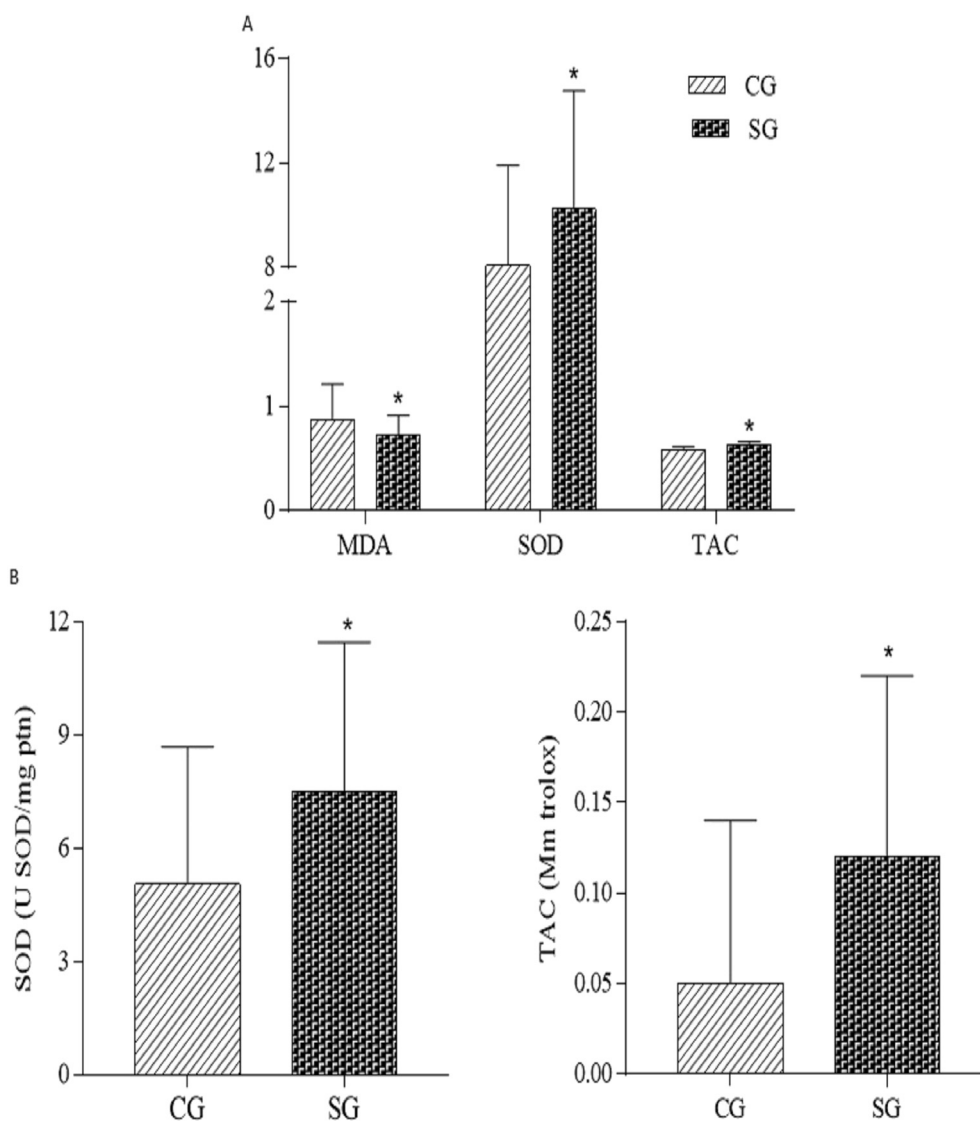 A
16
12
8
2
1
0
*
*
*
CG
SG
MDA
SOD
TAC
B
SOD (U SOD/mg ptn)
12
9
6
3
0
*
CG
SG
TAC (Mm trolox)
0.25
0.20
0.15
0.10
0.05
0.00
*
CG
SG